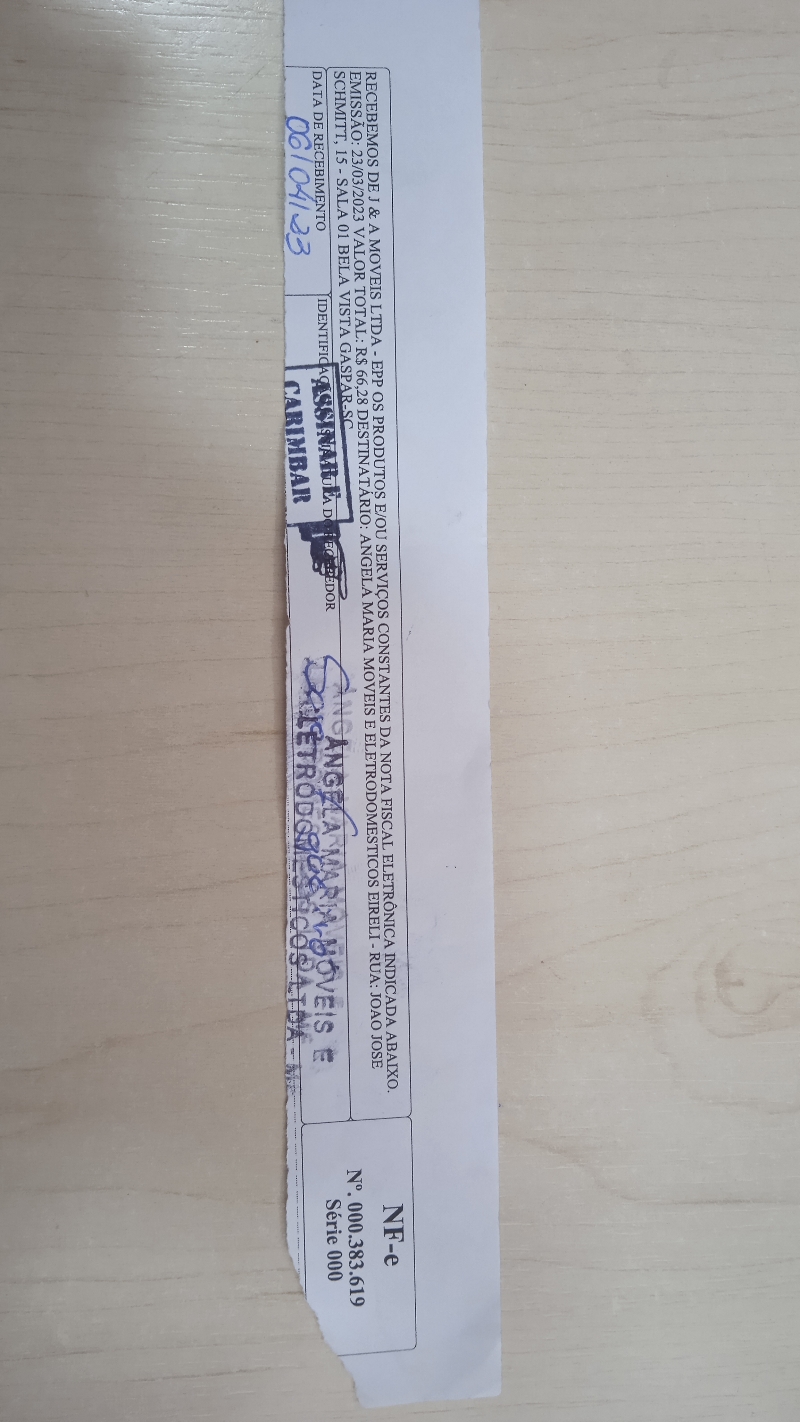 RECEBEMOS DE J & A MOVEIS LTDA - EPP OS PRODUTOS E/OU SERVIÇOS CONSTANTES DA NOTA FISCAL ELETRÔNICA INDICADA ABAIXO.
EMISSÃO: 23/03/2023 VALOR TOTAL: R$ 66,28 DESTINATÁRIO: ANGELA MARIA MOVEIS E ELETRODOMESTICOS EIRELI - RUA: JOAO JOSE
SCHMITT, 15 - SALA 01 BELA VISTA GASPAR-SC
DATA DE RECEBIMENTO
06/04/23
ASSINAR E
CARIMBAR
ANGELA MARIA MOVEIS E
ELETRODOMESTICOS LTDA
NF-e
Nº. 000.383.619
Série 000